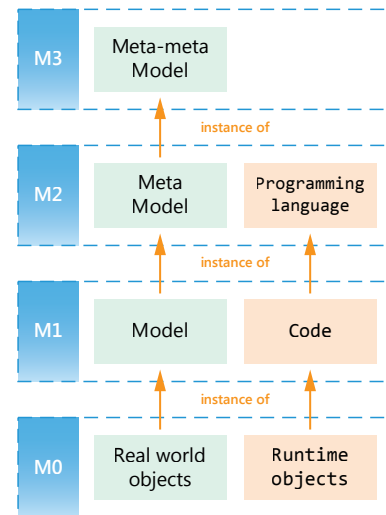 M3
Meta-meta
Model
instance of
M2
Meta
Model
Programming
language
instance of
M1
Model
Code
instance of
M0
Real world
objects
Runtime
objects